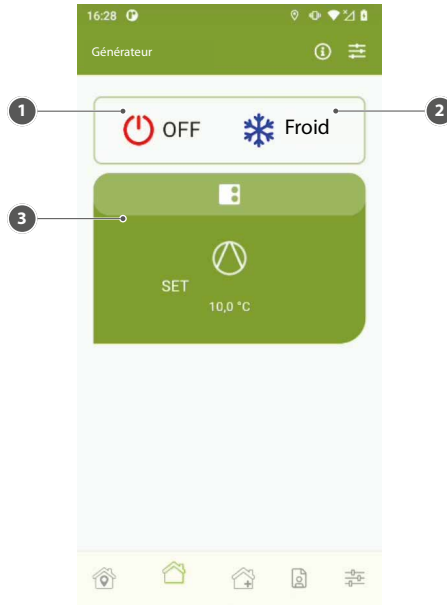 16:28
Générateur
1
2
OFF
Froid
3
SET
10,0 °C